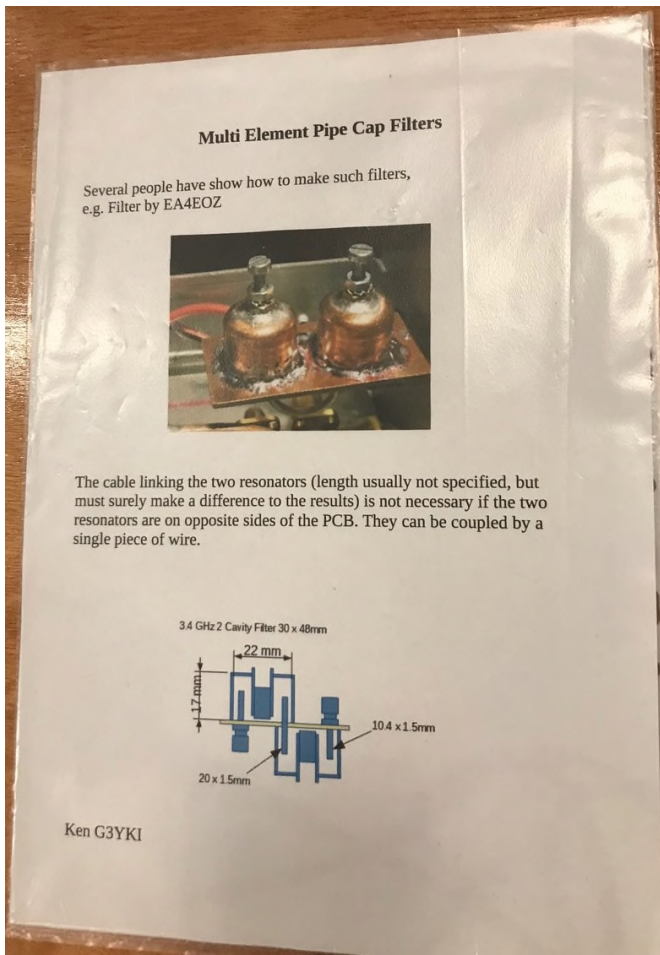 Multi Element Pipe Cap Filters
Several people have show how to make such filters,
e.g. Filter by EA4EOZ
The cable linking the two resonators (length usually not specified, but
must surely make a difference to the results) is not necessary if the two
resonators are on opposite sides of the PCB. They can be coupled by a
single piece of wire.
3.4 GHz 2 Cavity Filter 30 x 48mm
22 mm
17 mm
10.4 x 1.5mm
20 x 1.5mm
Ken G3YKI